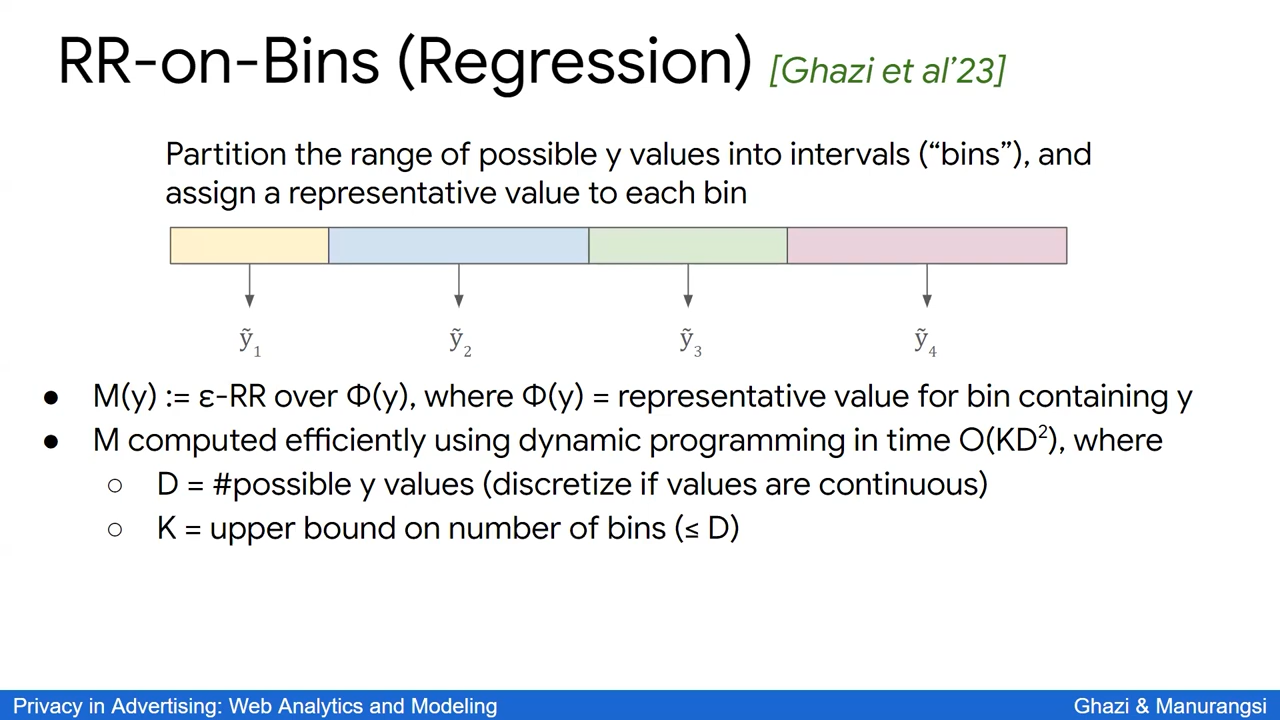 RR-on-Bins (Regression) [Ghazi et al’23]
Partition the range of possible y values into intervals (“bins”), and
assign a representative value to each bin
ỹ₁ ỹ₂ ỹ₃ ỹ₄
● M(y) := ε-RR over Φ(y), where Φ(y) = representative value for bin containing y
● M computed efficiently using dynamic programming in time O(KD²), where
○ D = #possible y values (discretize if values are continuous)
○ K = upper bound on number of bins (≤ D)
Privacy in Advertising: Web Analytics and Modeling Ghazi & Manurangsi